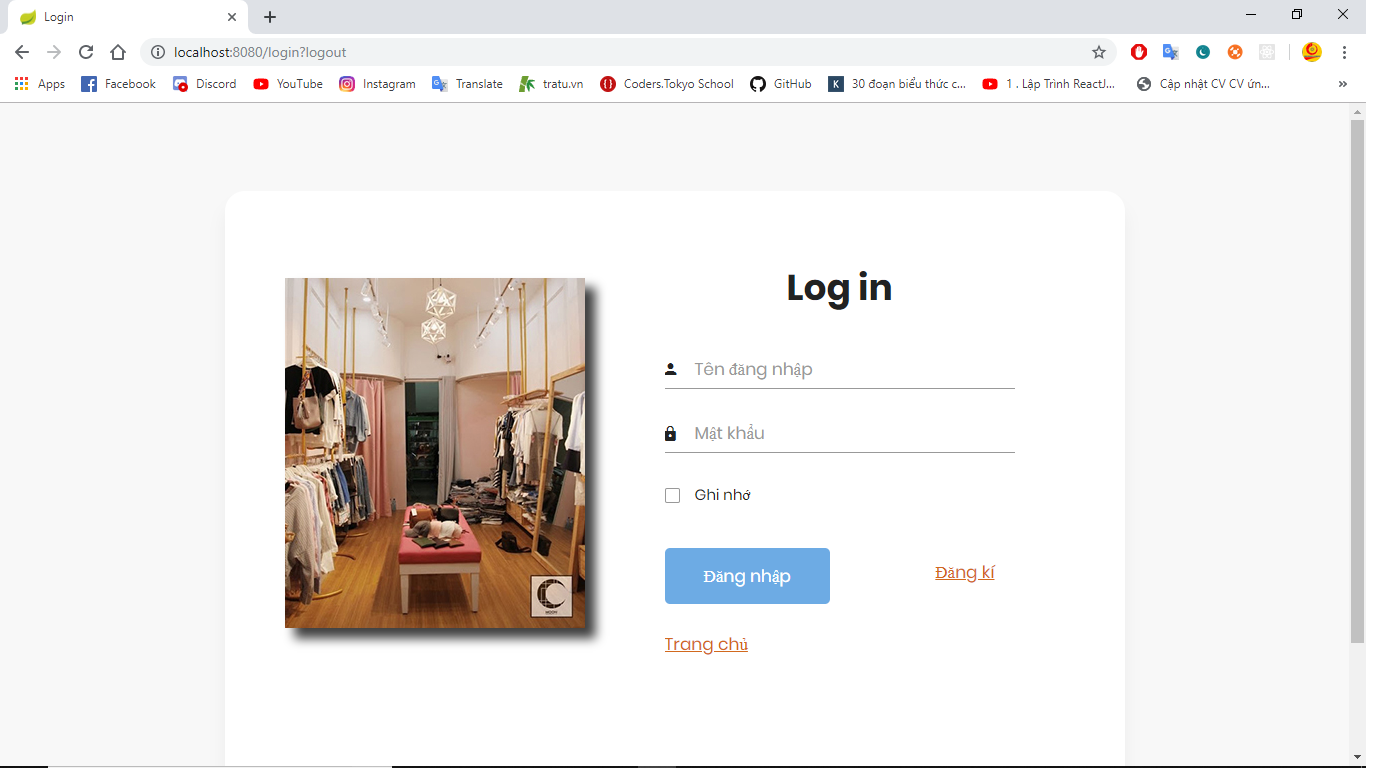 Login
localhost:8080/login?logout
Apps Facebook Discord YouTube Instagram Translate tratu.vn Coders.Tokyo School GitHub 30 đoạn biểu thức c... 1 . Lập Trình ReactJ... Cập nhật CV CV ứn... »
Log in
Tên đăng nhập
Mật khẩu
Ghi nhớ
Đăng nhập Đăng kí
Trang chủ
MOON